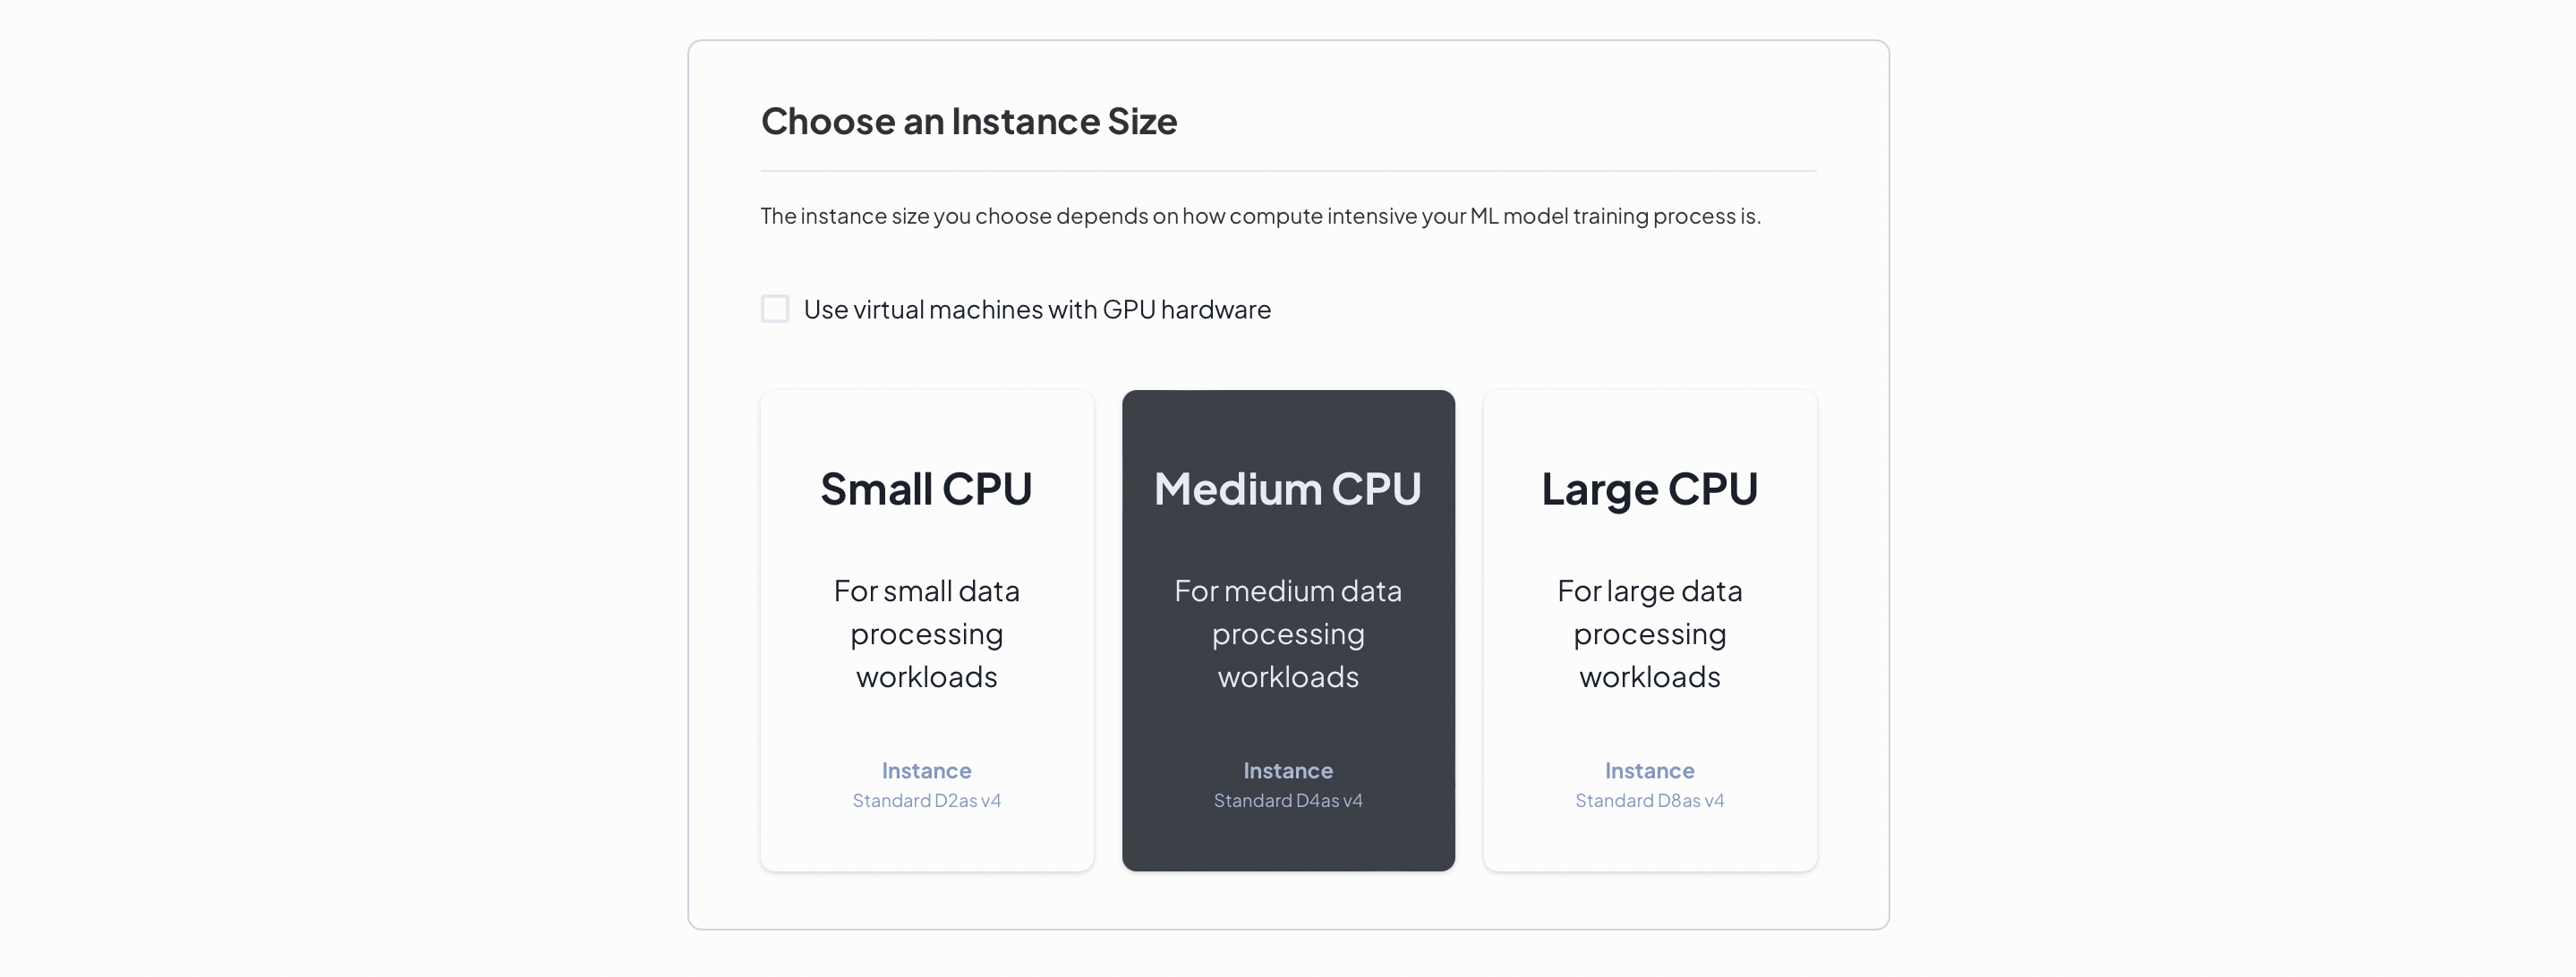 Choose an Instance Size
The instance size you choose depends on how compute intensive your ML model training process is.
Use virtual machines with GPU hardware
Small CPU
For small data
processing
workloads
Instance
Standard D2as v4
Medium CPU
For medium data
processing
workloads
Instance
Standard D4as v4
Large CPU
For large data
processing
workloads
Instance
Standard D8as v4